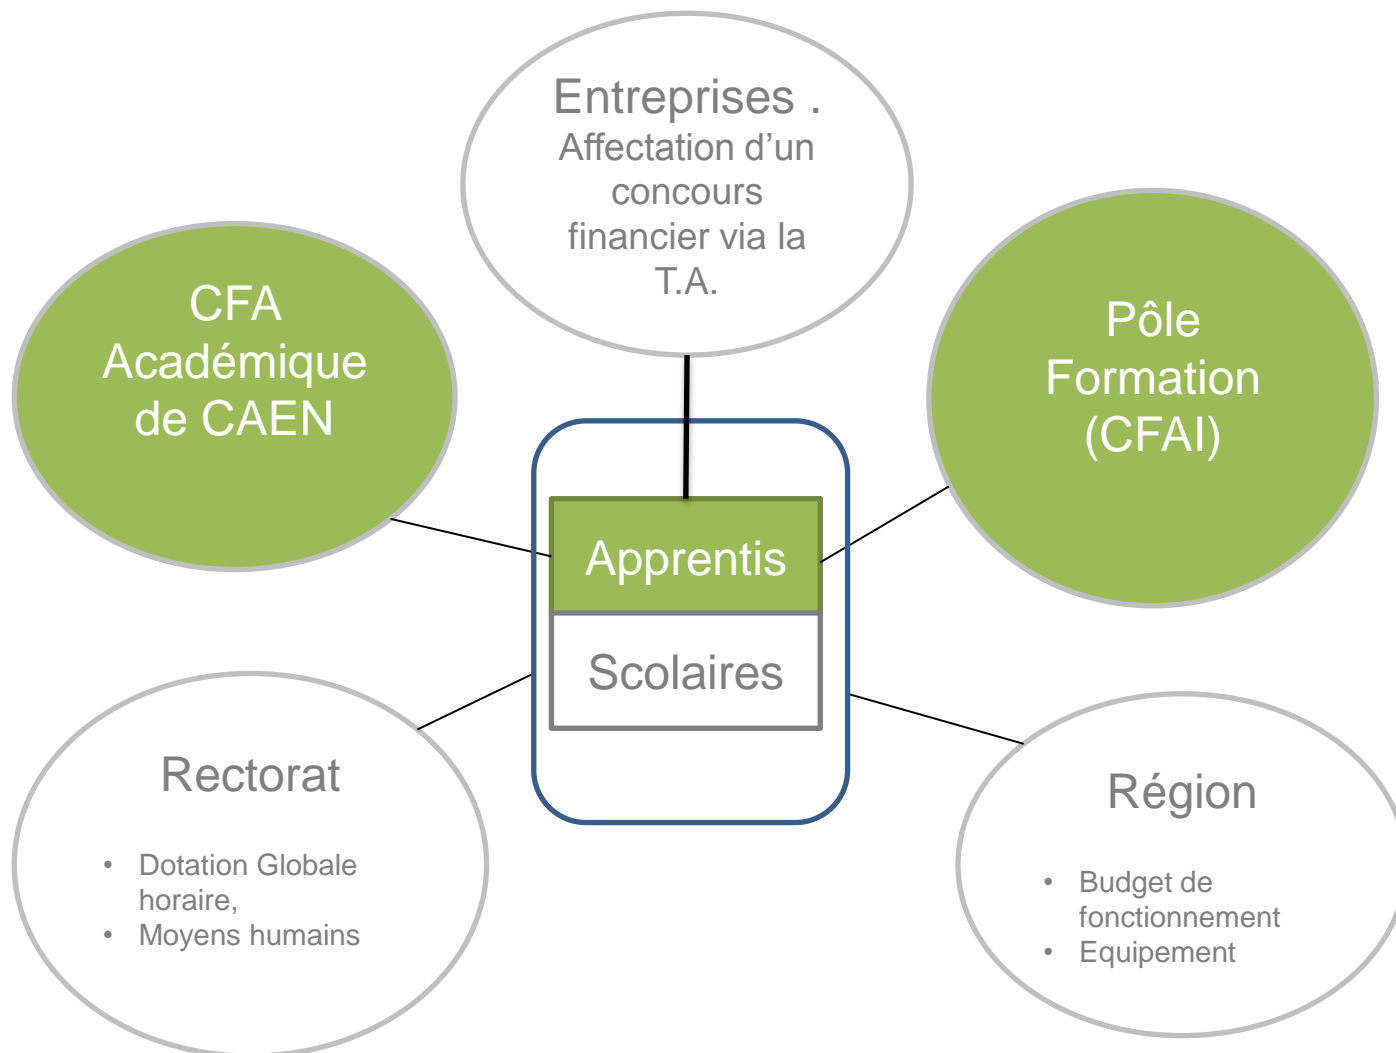 Entreprises .
Affectation d’un
concours
financier via la
T.A.
CFA
Académique
de CAEN
Pôle
Formation
(CFAI)
Apprentis
Scolaires
Rectorat
• Dotation Globale
horaire,
• Moyens humains
Région
• Budget de
fonctionnement
• Equipement